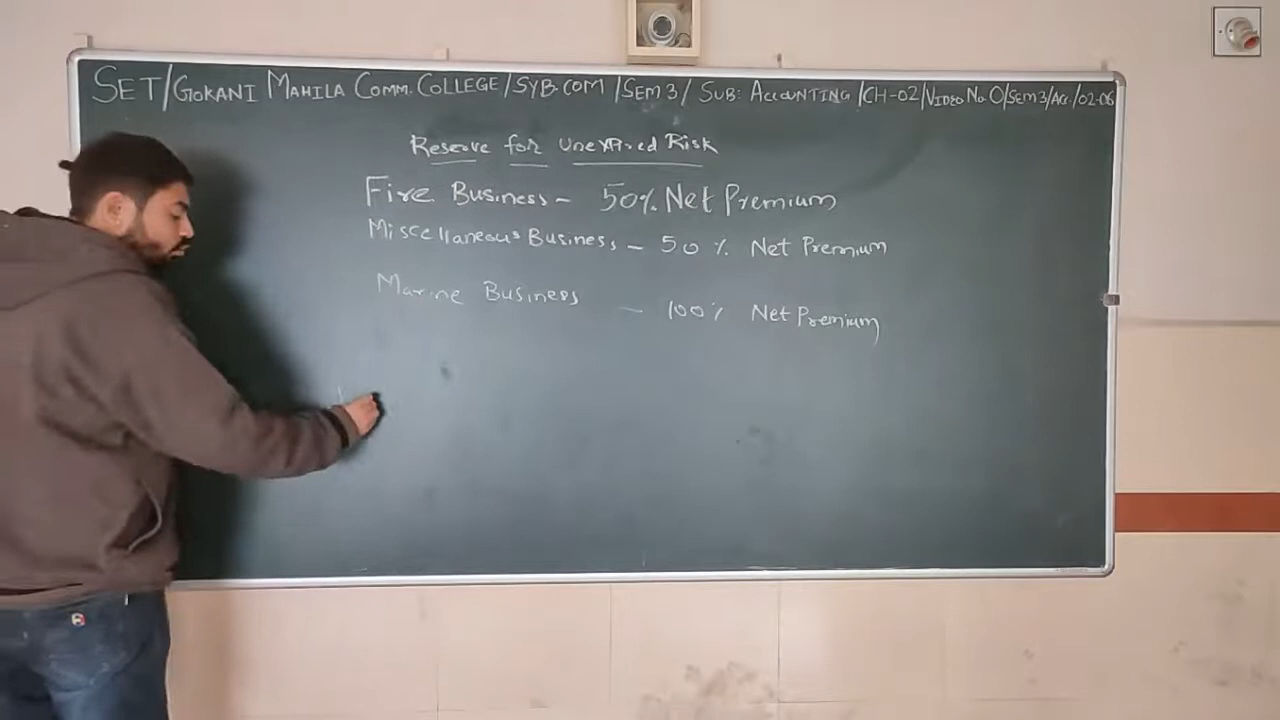 SET/GOKANI MAHILA COMM. COLLEGE/SYB.COM/SEM 3/ SUB: ACCOUNTING/CH-02/VIDEO No. 0/SEM3/Acc./02-06
Reserve for Unexpired Risk
Fire Business - 50% Net Premium
Miscellaneous Business - 50% Net Premium
Marine Business - 100% Net Premium